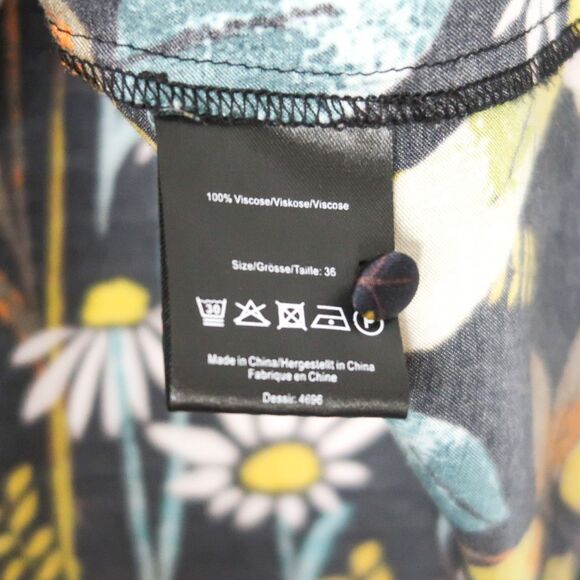 100% Viscose/Viskose/Viscose
Size/Grösse/Taille: 36
30
P
Made in China/Hergestellt in China
Fabrique en Chine
Dessir. 4696